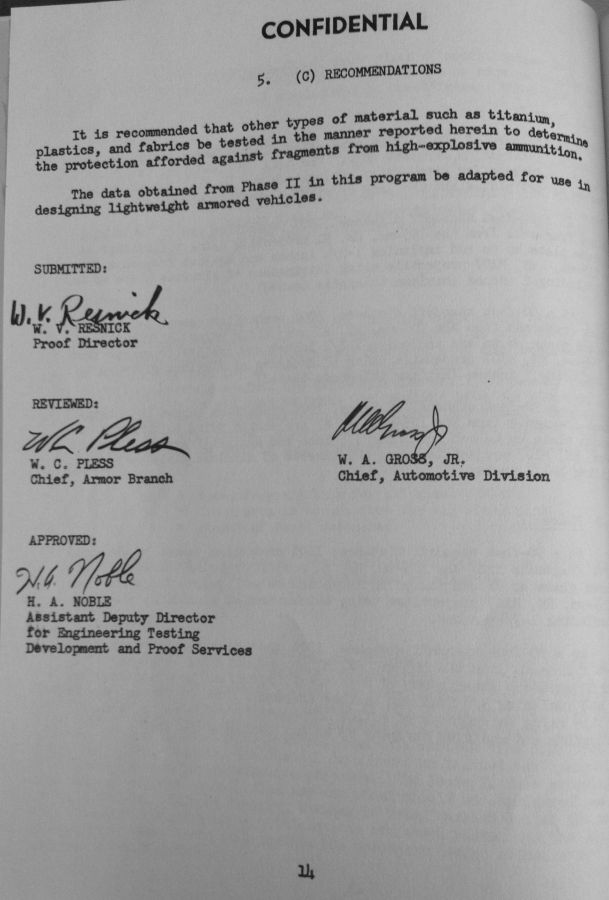 CONFIDENTIAL
5. (C) RECOMMENDATIONS
It is recommended that other types of material such as titanium,
plastics, and fabrics be tested in the manner reported herein to determine
the protection afforded against fragments from high-explosive ammunition.
The data obtained from Phase II in this program be adapted for use in
designing lightweight armored vehicles.
SUBMITTED:
W. V. Resnick
W. V. RESNICK
Proof Director
REVIEWED:
WC Pless
W. C. PLESS
Chief, Armor Branch
W. A. GROSS, JR.
Chief, Automotive Division
APPROVED:
H. A. Noble
H. A. NOBLE
Assistant Deputy Director
for Engineering Testing
Development and Proof Services
14